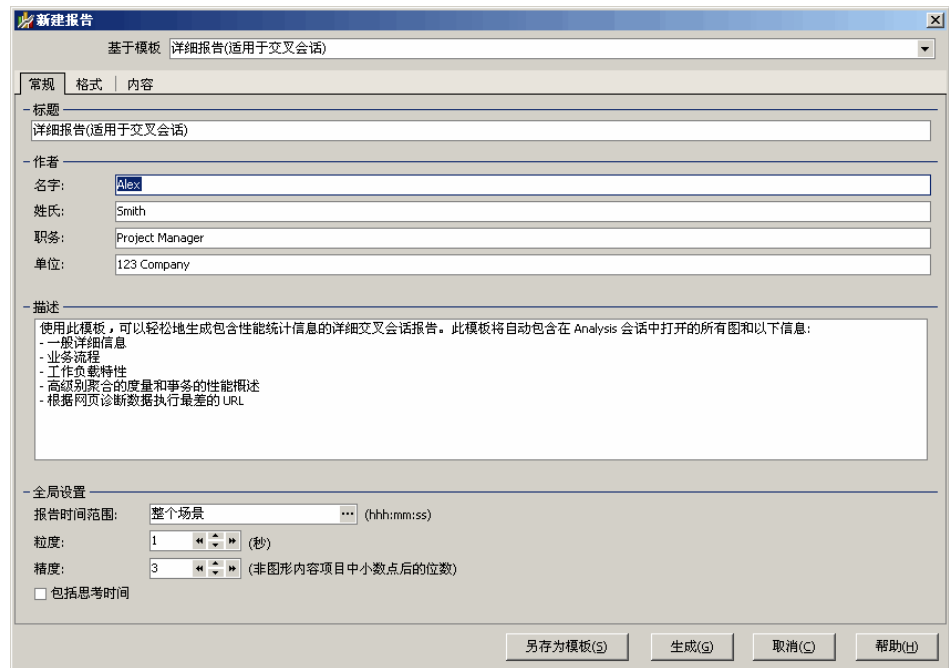 新建报告
基于模板 详细报告(适用于交叉会话)
常规 格式 内容
标题
详细报告(适用于交叉会话)
作者
名字: Alex
姓氏: Smith
职务: Project Manager
单位: 123 Company
描述
使用此模板，可以轻松地生成包含性能统计信息的详细交叉会话报告。此模板将自动包含在 Analysis 会话中打开的所有图和以下信息:
- 一般详细信息
- 业务流程
- 工作负载特性
- 高级别聚合的度量和事务的性能概述
- 根据网页诊断数据执行最差的 URL
全局设置
报告时间范围: 整个场景 ... (hhh:mm:ss)
粒度: 1 (秒)
精度: 3 (非图形内容项目中小数点后的位数)
包括思考时间
另存为模板(S) 生成(G) 取消(C) 帮助(H)